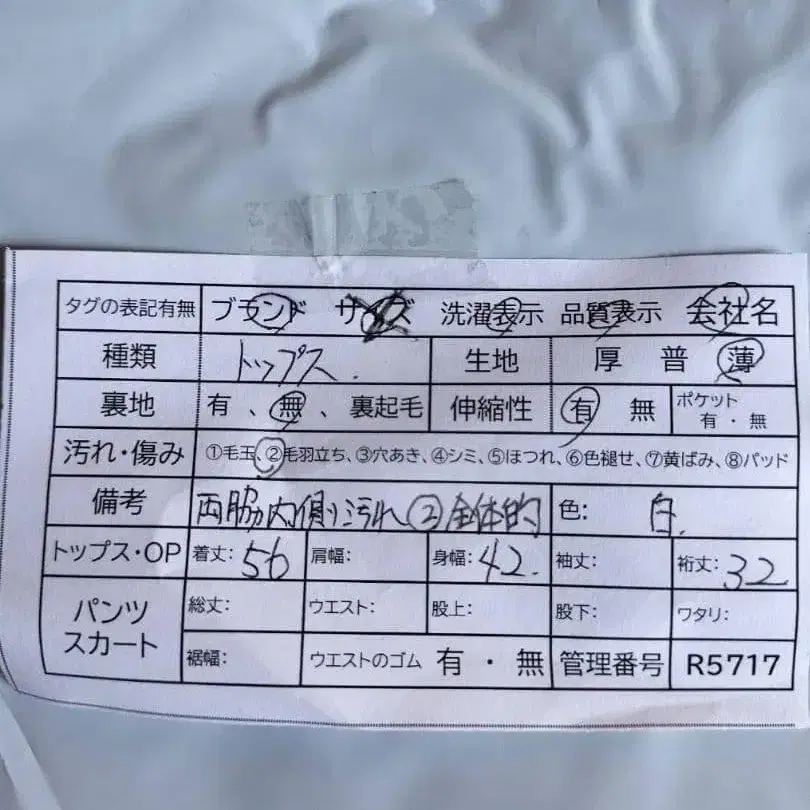 タグの表記有無 ブランド サイズ 洗濯表示 品質表示 会社名
種類 トップス. 生地 厚 普 薄
裏地 有 、 無 、 裏起毛 伸縮性 有 無 ポケット 有 ・ 無
汚れ・傷み ①毛玉、②毛羽立ち、③穴あき、④シミ、⑤ほつれ、⑥色褪せ、⑦黄ばみ、⑧パッド
備考 両脇内側汚れ ②全体的 色: 白.
トップス・OP 着丈: 56 肩幅: 身幅: 42. 袖丈: 裄丈: 32
パンツ スカート 総丈: ウエスト: 股上: 股下: ワタリ:
裾幅: ウエストのゴム 有 ・ 無 管理番号 R5717